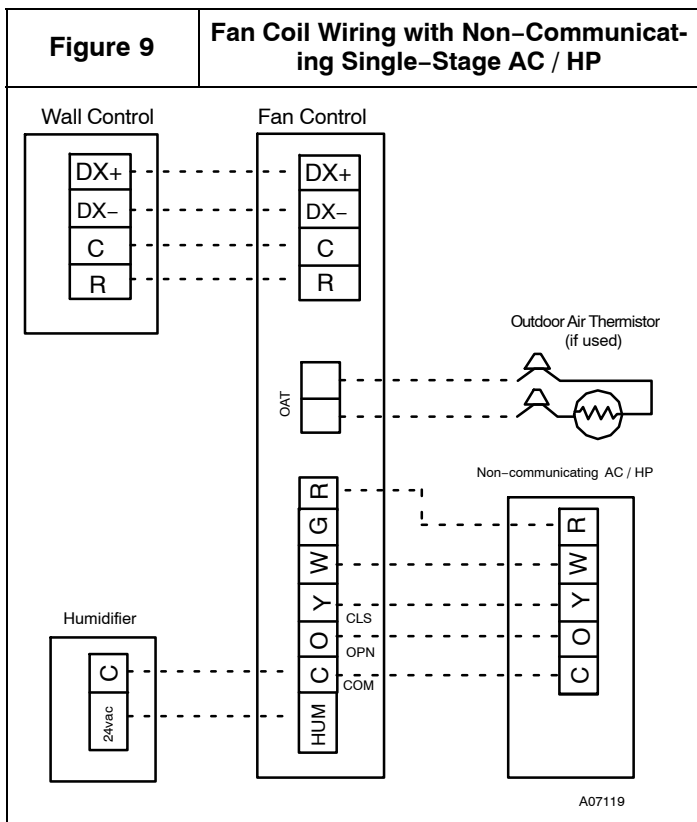 Figure 9
Fan Coil Wiring with Non–Communicat-
ing Single–Stage AC / HP
Wall Control
Fan Control
DX+
DX–
C
R
DX+
DX–
C
R
Outdoor Air Thermistor
(if used)
OAT
Non–communicating AC / HP
R
G
W
Y
O
C
HUM
CLS
OPN
COM
R
W
Y
O
C
Humidifier
C
24vac
A07119